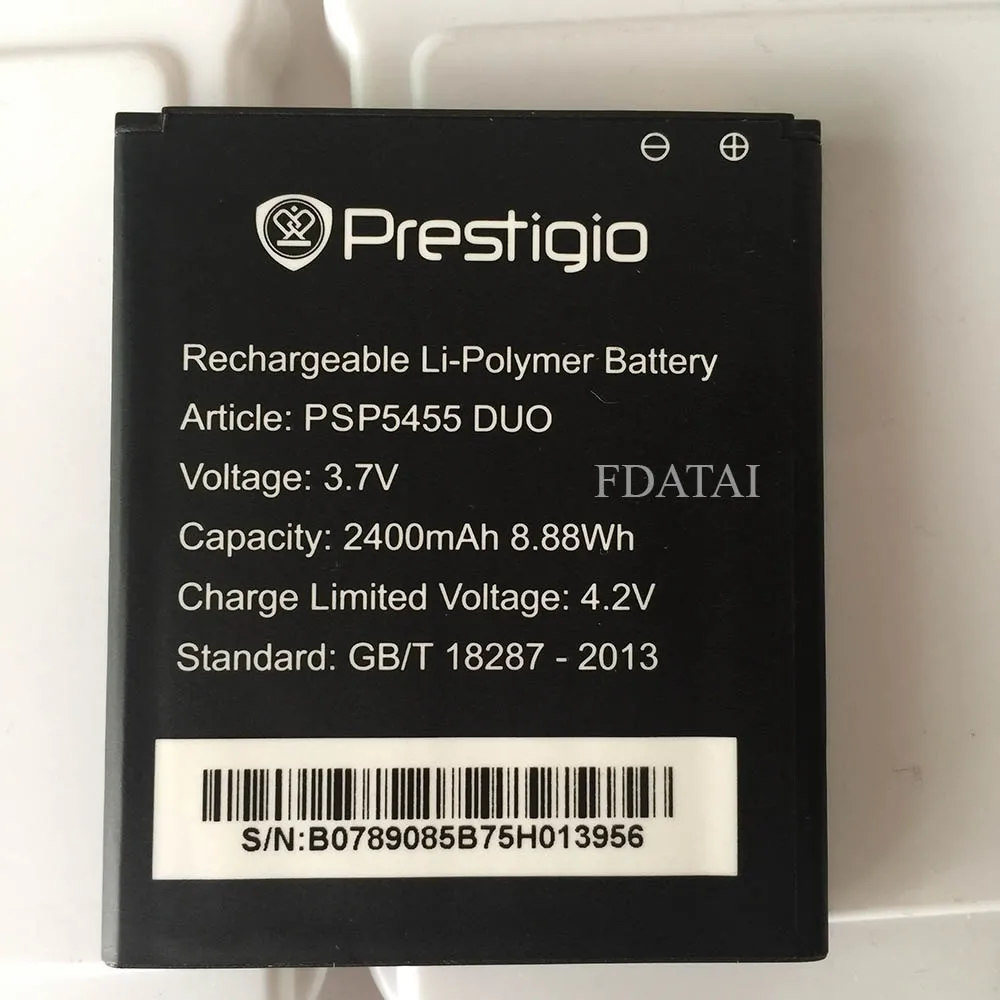 ⊖ ⊕
Prestigio
Rechargeable Li-Polymer Battery
Article: PSP5455 DUO
Voltage: 3.7V
FDATAI
Capacity: 2400mAh 8.88Wh
Charge Limited Voltage: 4.2V
Standard: GB/T 18287 - 2013
S/N:B0789085B75H013956